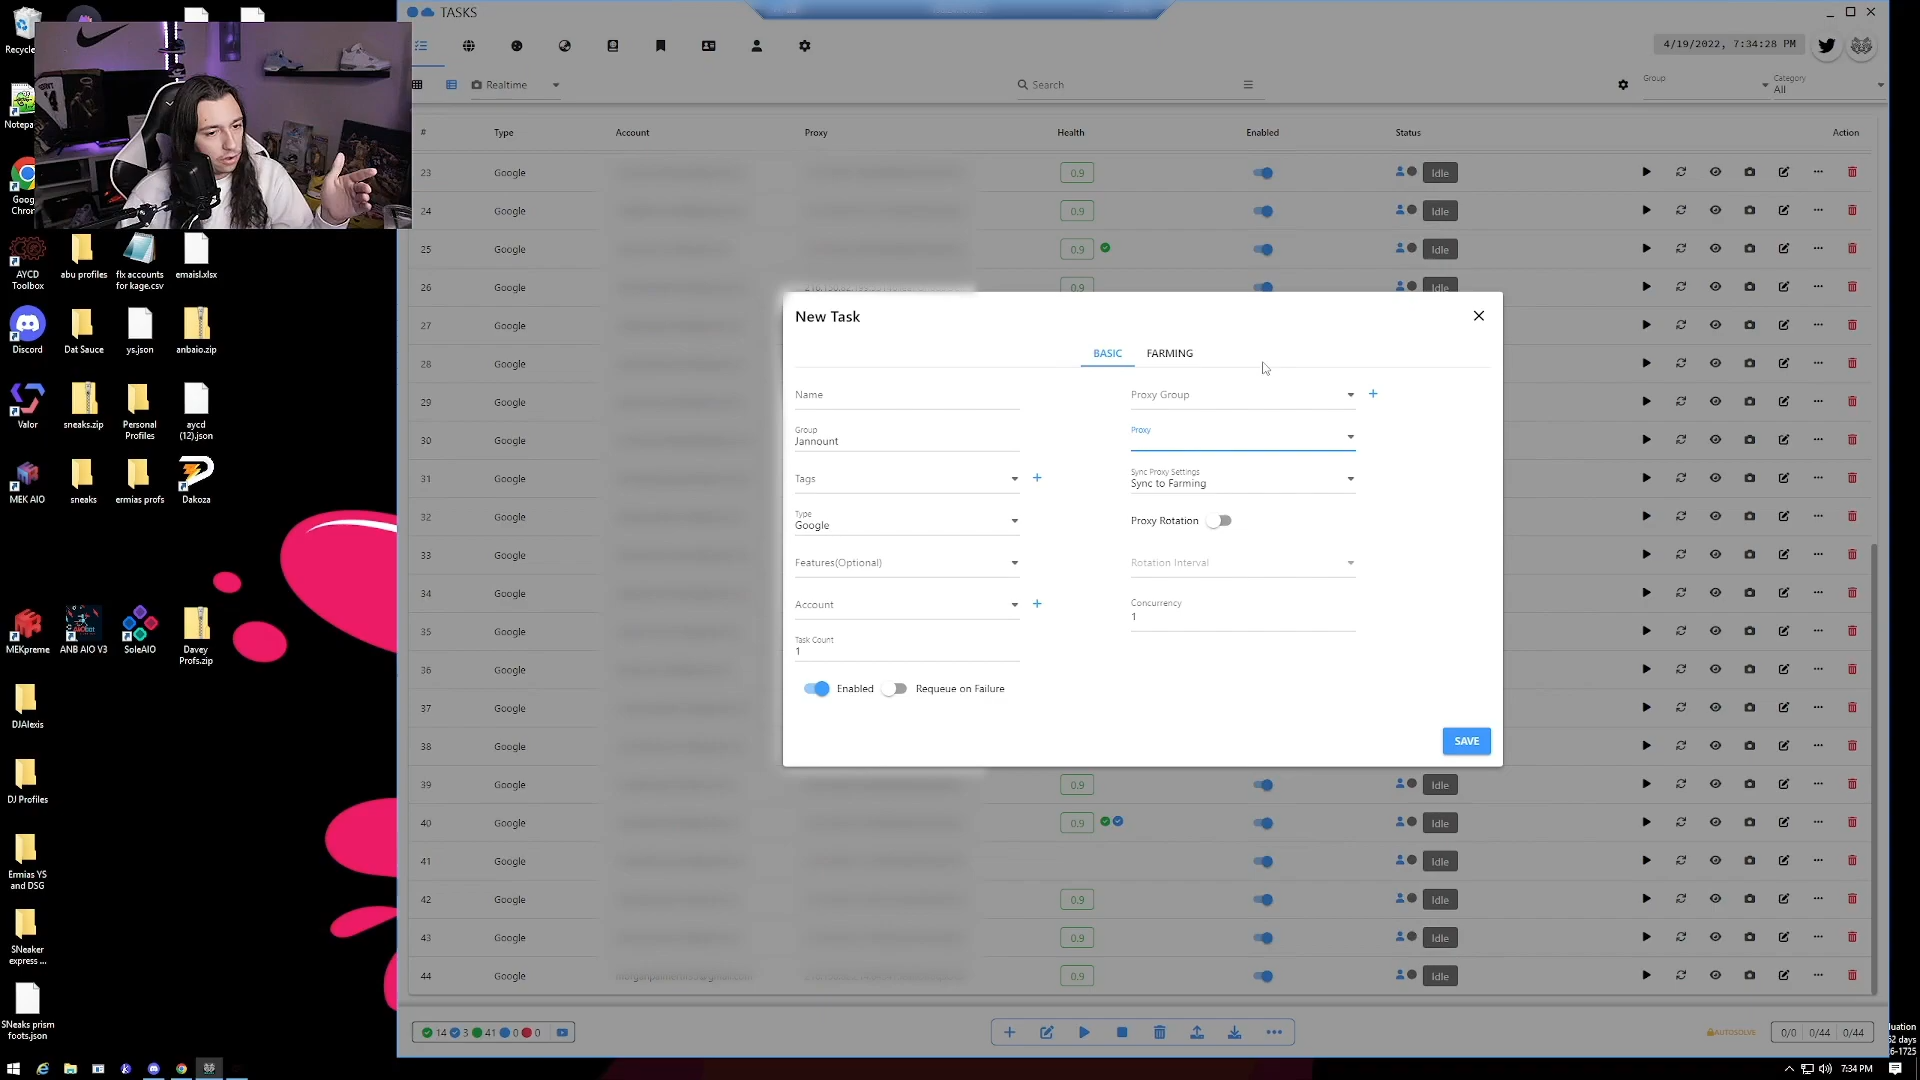 TASKS
4/19/2022, 7:34:28 PM
Realtime
Search
Group
Category
All
# Type Account Proxy Health Enabled Status Action
23 Google 0.9 Idle
24 Google 0.9 Idle
25 Google 0.9 Idle
26 Google 0.9 Idle
27 Google
28 Google
29 Google
30 Google
31 Google
32 Google
33 Google
34 Google
35 Google
36 Google
37 Google
38 Google
39 Google 0.9 Idle
40 Google 0.9 Idle
41 Google Idle
42 Google 0.9 Idle
43 Google 0.9 Idle
44 Google 0.9 Idle
New Task
BASIC FARMING
Name
Group
Jannount
Tags
Type
Google
Features(Optional)
Account
Task Count
1
Enabled Requeue on Failure
Proxy Group
Proxy
Sync Proxy Settings
Sync to Farming
Proxy Rotation
Rotation Interval
Concurrency
1
SAVE
14 3 41 0 0
AUTOSOLVE
0/0 0/44 0/44
Recycle
Notepa
Goog
Chron
AYCD
Toolbox
abu profiles
flx accounts
for kage.csv
emaisl.xlsx
Discord
Dat Sauce
ys.json
anbaio.zip
Valor
sneaks.zip
Personal
Profiles
aycd
(12).json
MEK AIO
sneaks
ermias profs
Dakoza
MEKpreme
ANB AIO V3
SoleAIO
Davey
Profs.zip
DJAlexis
DJ Profiles
Ermias YS
and DSG
SNeaker
express ...
SNeaks prism
foots.json
luation
62 days
6-1725
7:34 PM